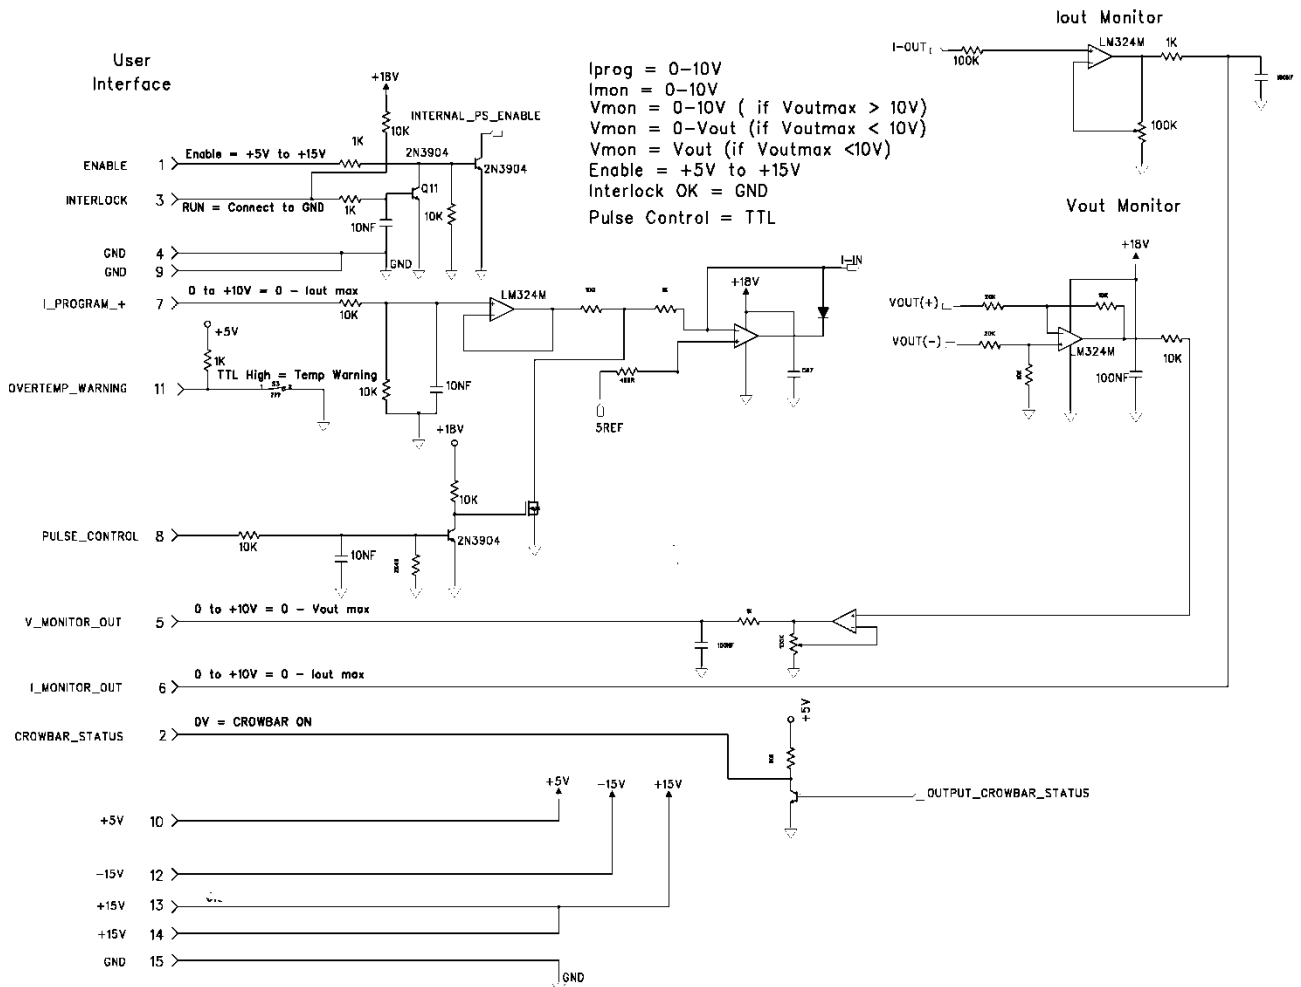 Iout Monitor
I-OUT
100K
LM324M
1K
100K
User
Interface
+18V
10K
INTERNAL_PS_ENABLE
Iprog = 0-10V
Imon = 0-10V
Vmon = 0-10V ( if Voutmax > 10V)
Vmon = 0-Vout (if Voutmax < 10V)
Vmon = Vout (if Voutmax <10V)
Enable = +5V to +15V
Interlock OK = GND
Pulse Control = TTL
ENABLE 1
Enable = +5V to +15V
1K
2N3904
2N3904
INTERLOCK 3
RUN = Connect to GND
1K
Q11
10NF
10K
GND 4
GND 9
GND
Vout Monitor
+18V
VOUT(+)
VOUT(-)
LM324M
10K
100NF
I_PROGRAM_+ 7
0 to +10V = 0 - Iout max
10K
LM324M
+18V
I-IN
10K
10NF
5REF
+5V
1K
OVERTEMP_WARNING 11
TTL High = Temp Warning
+18V
10K
PULSE_CONTROL 8
10K
10NF
2N3904
V_MONITOR_OUT 5
0 to +10V = 0 - Vout max
100NF
I_MONITOR_OUT 6
0 to +10V = 0 - Iout max
CROWBAR_STATUS 2
0V = CROWBAR ON
+5V
_OUTPUT_CROWBAR_STATUS
+5V
-15V
+15V
+5V 10
-15V 12
+15V 13
+15V 14
GND 15
GND